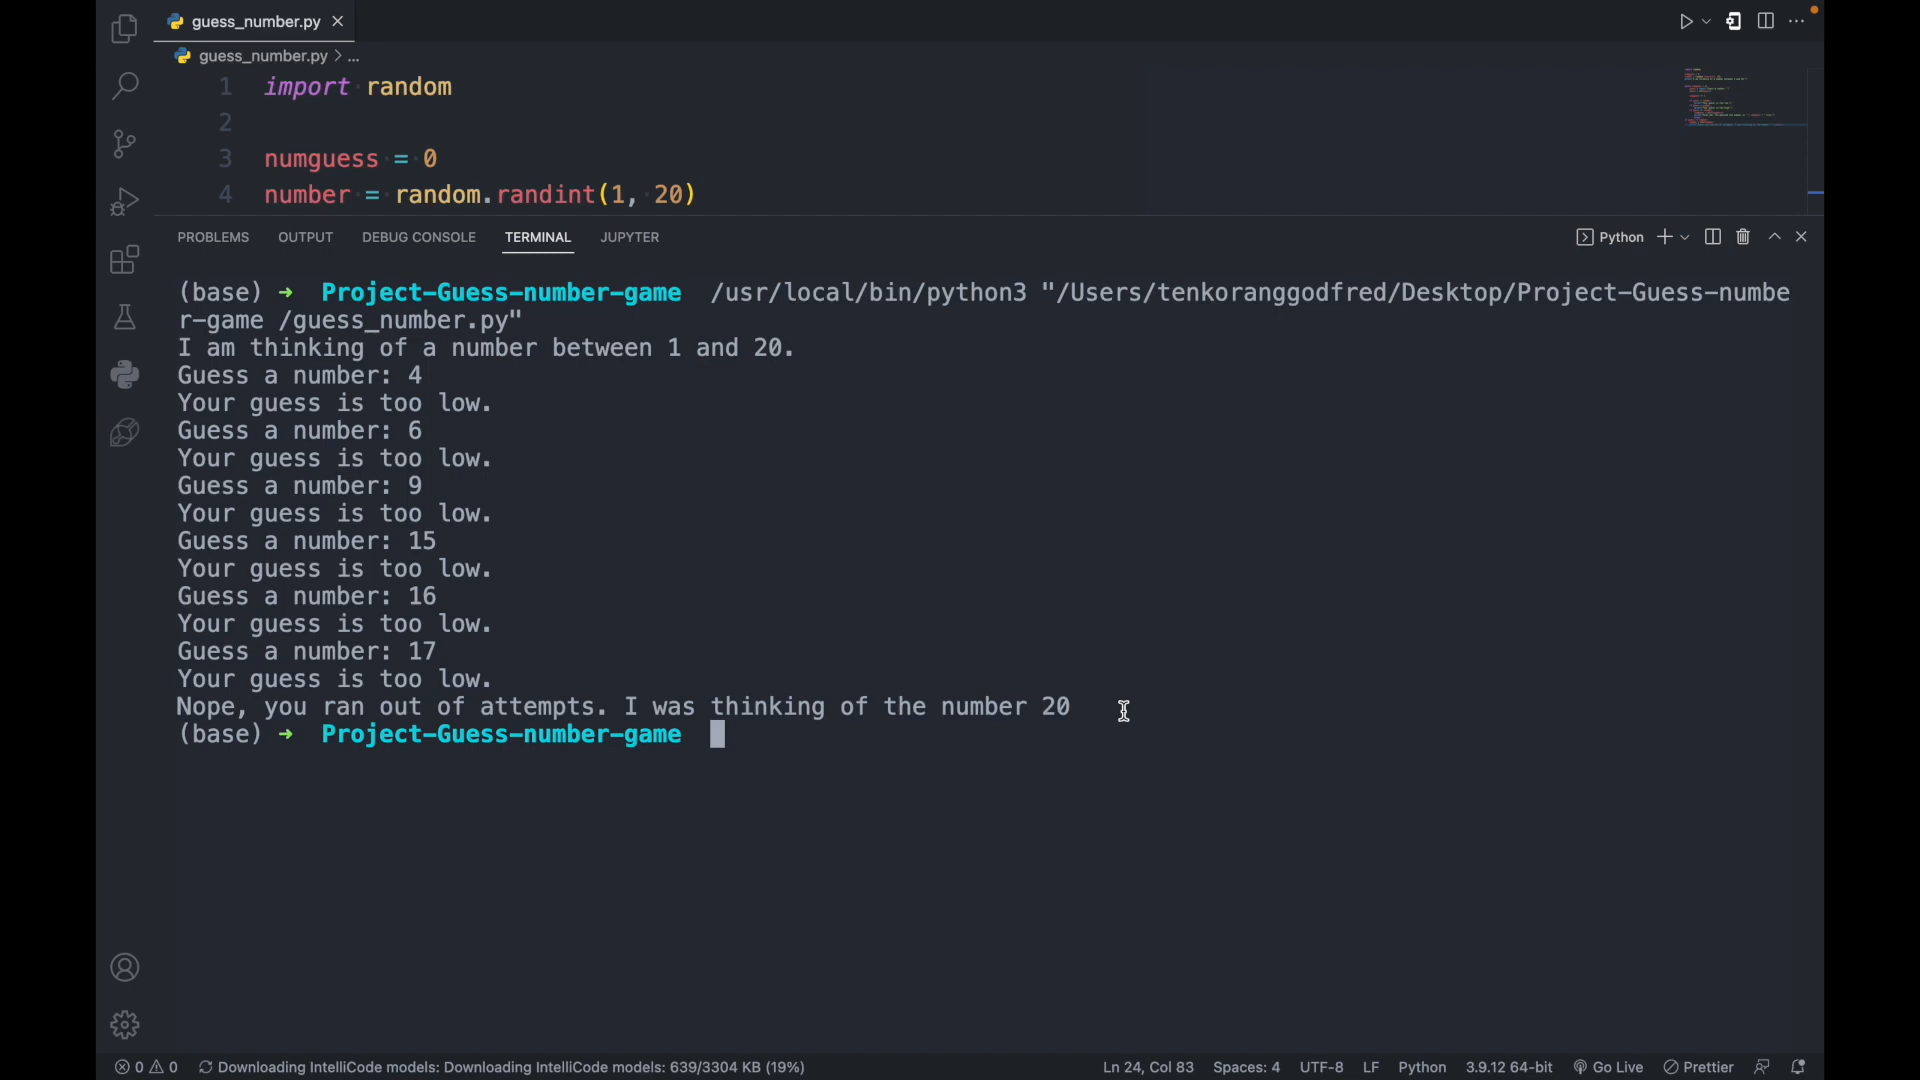 guess_number.py
guess_number.py > ...
1 import random
2
3 numguess = 0
4 number = random.randint(1, 20)
PROBLEMS OUTPUT DEBUG CONSOLE TERMINAL JUPYTER
Python
(base) → Project-Guess-number-game /usr/local/bin/python3 "/Users/tenkoranggodfred/Desktop/Project-Guess-numbe
r-game /guess_number.py"
I am thinking of a number between 1 and 20.
Guess a number: 4
Your guess is too low.
Guess a number: 6
Your guess is too low.
Guess a number: 9
Your guess is too low.
Guess a number: 15
Your guess is too low.
Guess a number: 16
Your guess is too low.
Guess a number: 17
Your guess is too low.
Nope, you ran out of attempts. I was thinking of the number 20
(base) → Project-Guess-number-game
0 0 Downloading IntelliCode models: Downloading IntelliCode models: 639/3304 KB (19%) Ln 24, Col 83 Spaces: 4 UTF-8 LF Python 3.9.12 64-bit Go Live Prettier